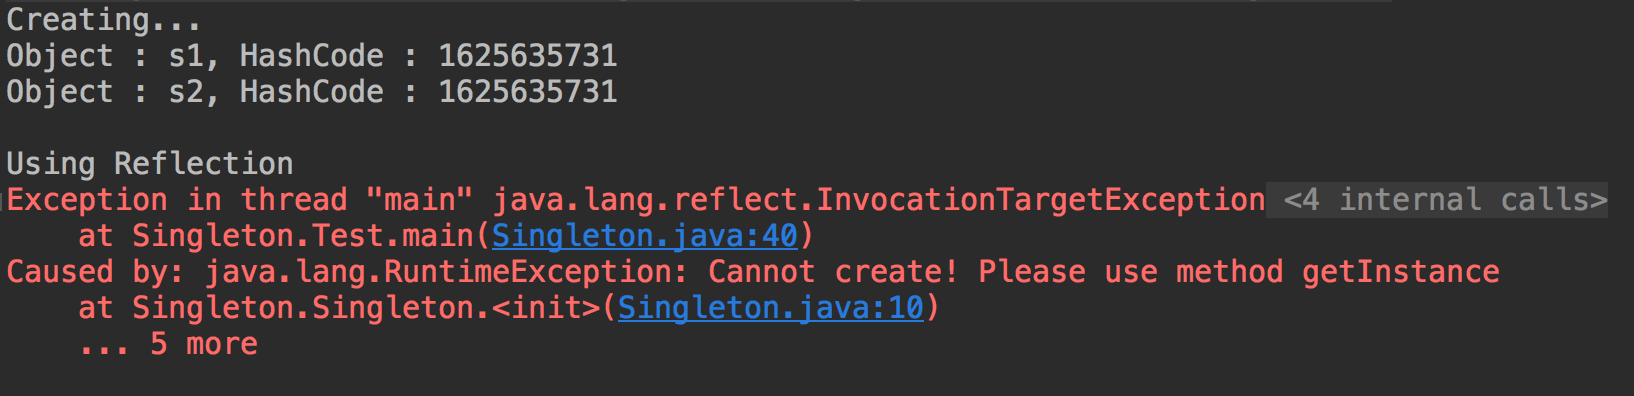 Creating...
Object : s1, HashCode : 1625635731
Object : s2, HashCode : 1625635731
Using Reflection
Exception in thread "main" java.lang.reflect.InvocationTargetException <4 internal calls>
at Singleton.Test.main(Singleton.java:40)
Caused by: java.lang.RuntimeException: Cannot create! Please use method getInstance
at Singleton.Singleton.<init>(Singleton.java:10)
... 5 more